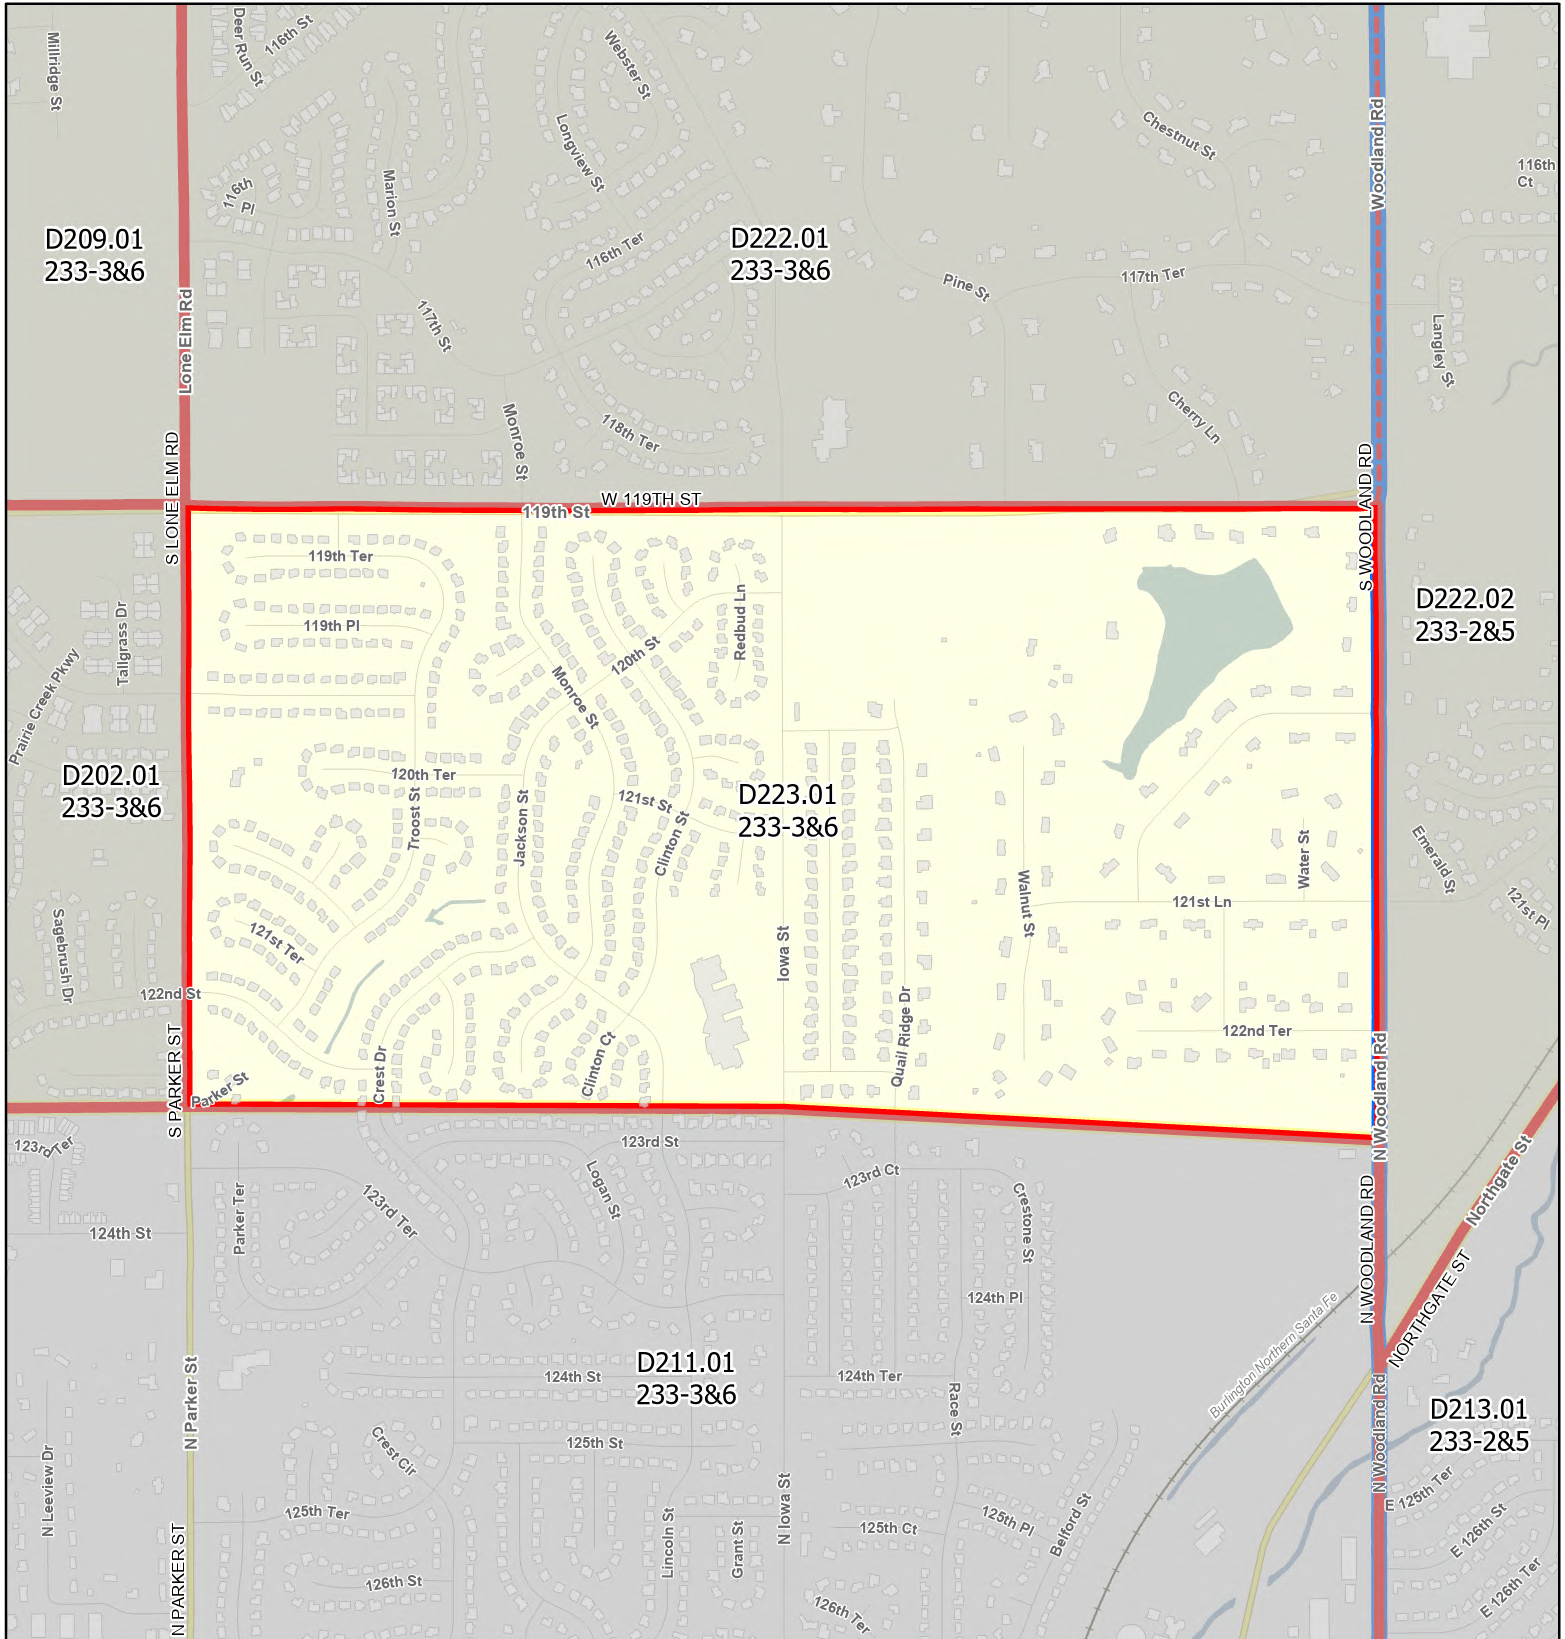 Millridge St
Deer Run St
116th St
Webster St
Longview St
Marion St
116th
Pl
116th Ter
Chestnut St
Woodland Rd
116th
Ct
D209.01
233-3&6
D222.01
233-3&6
Lone Elm Rd
117th St
Pine St
117th Ter
Langley St
118th Ter
Monroe St
Cherry Ln
S LONE ELM RD
W 119TH ST
119th St
S WOODLAND RD
119th Ter
119th Pl
Redbud Ln
120th St
Tallgrass Dr
Prairie Creek Pkwy
Monroe St
D222.02
233-2&5
D202.01
233-3&6
120th Ter
Troost St
Jackson St
121st St
Clinton St
D223.01
233-3&6
Water St
Emerald St
Walnut St
121st Ln
121st Pl
121st Ter
Iowa St
Sagebrush Dr
122nd St
Quail Ridge Dr
122nd Ter
S PARKER ST
Parker St
Crest Dr
Clinton Ct
N Woodland Rd
123rd Ter
123rd St
123rd Ct
Northgate St
Logan St
Crestone St
Parker Ter
123rd Ter
124th St
N WOODLAND RD
NORTHGATE ST
124th Pl
Burlington Northern Santa Fe
D211.01
233-3&6
124th St
124th Ter
N Parker St
Race St
N Woodland Rd
D213.01
233-2&5
Crest Cir
125th St
N Leeview Dr
N Iowa St
125th Ter
Lincoln St
Grant St
125th Ct
125th Pl
Belford St
E 125th Ter
E 126th St
N PARKER ST
126th St
126th Ter
E 126th Ter